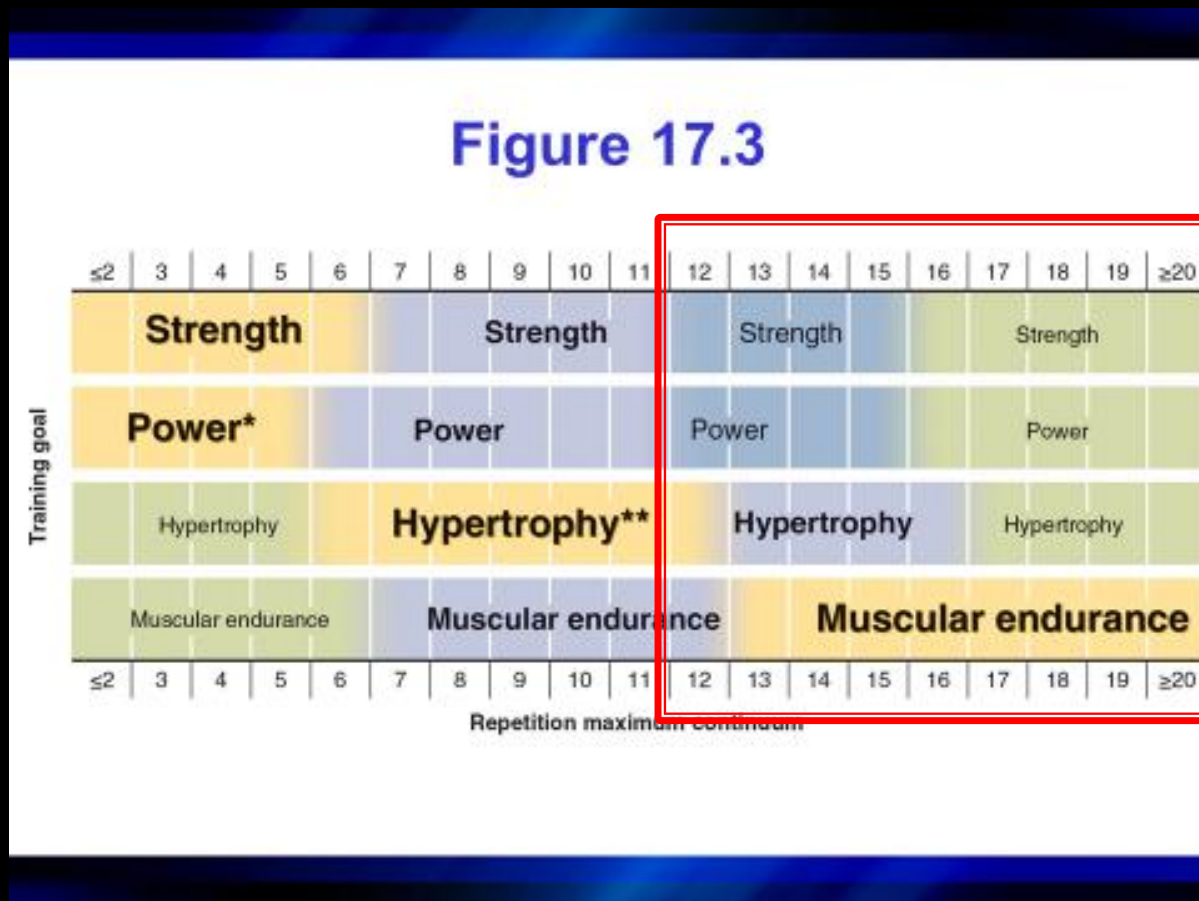 Figure 17.3
≤2 3 4 5 6 7 8 9 10 11 12 13 14 15 16 17 18 19 ≥20
Strength Strength Strength Strength
Power* Power Power Power
Training goal
Hypertrophy Hypertrophy** Hypertrophy Hypertrophy
Muscular endurance Muscular endurance Muscular endurance
≤2 3 4 5 6 7 8 9 10 11 12 13 14 15 16 17 18 19 ≥20
Repetition maximum continuum